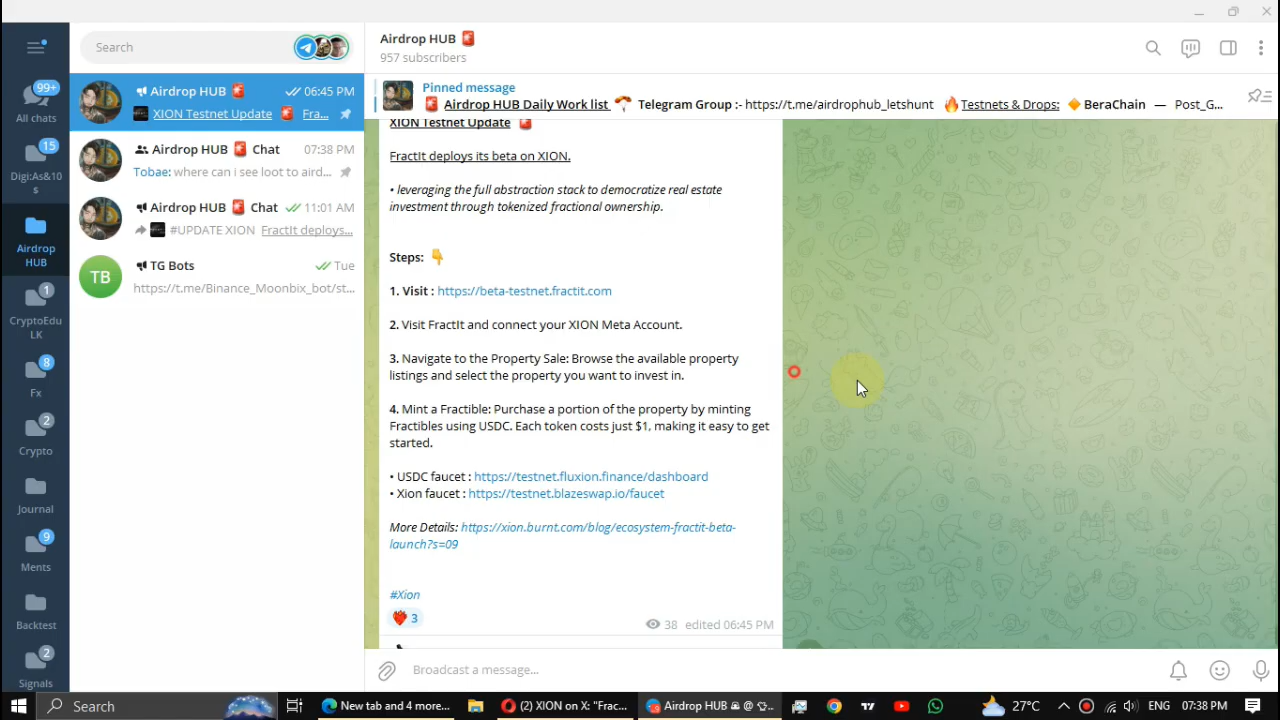 Search
Airdrop HUB
957 subscribers
Pinned message
Airdrop HUB Daily Work list Telegram Group :- https://t.me/airdrophub_letshunt Testnets & Drops: BeraChain — Post_G...
99+
All chats
15
Digi:As&10
s
Airdrop
HUB
1
CryptoEdu
LK
8
Fx
2
Crypto
Journal
9
Ments
Backtest
2
Signals
Airdrop HUB 06:45 PM
XION Testnet Update Fra...
Airdrop HUB Chat 07:38 PM
Tobae: where can i see loot to aird...
Airdrop HUB Chat 11:01 AM
#UPDATE XION FractIt deploys...
TB
TG Bots Tue
https://t.me/Binance_Moonbix_bot/st...
XION Testnet Update
FractIt deploys its beta on XION.
• leveraging the full abstraction stack to democratize real estate
investment through tokenized fractional ownership.
Steps:
1. Visit : https://beta-testnet.fractit.com
2. Visit FractIt and connect your XION Meta Account.
3. Navigate to the Property Sale: Browse the available property
listings and select the property you want to invest in.
4. Mint a Fractible: Purchase a portion of the property by minting
Fractibles using USDC. Each token costs just $1, making it easy to get
started.
• USDC faucet : https://testnet.fluxion.finance/dashboard
• Xion faucet : https://testnet.blazeswap.io/faucet
More Details: https://xion.burnt.com/blog/ecosystem-fractit-beta-
launch?s=09
#Xion
3
38 edited 06:45 PM
Broadcast a message...
Search
New tab and 4 more...
(2) XION on X: "Frac...
Airdrop HUB
27°C
ENG
07:38 PM